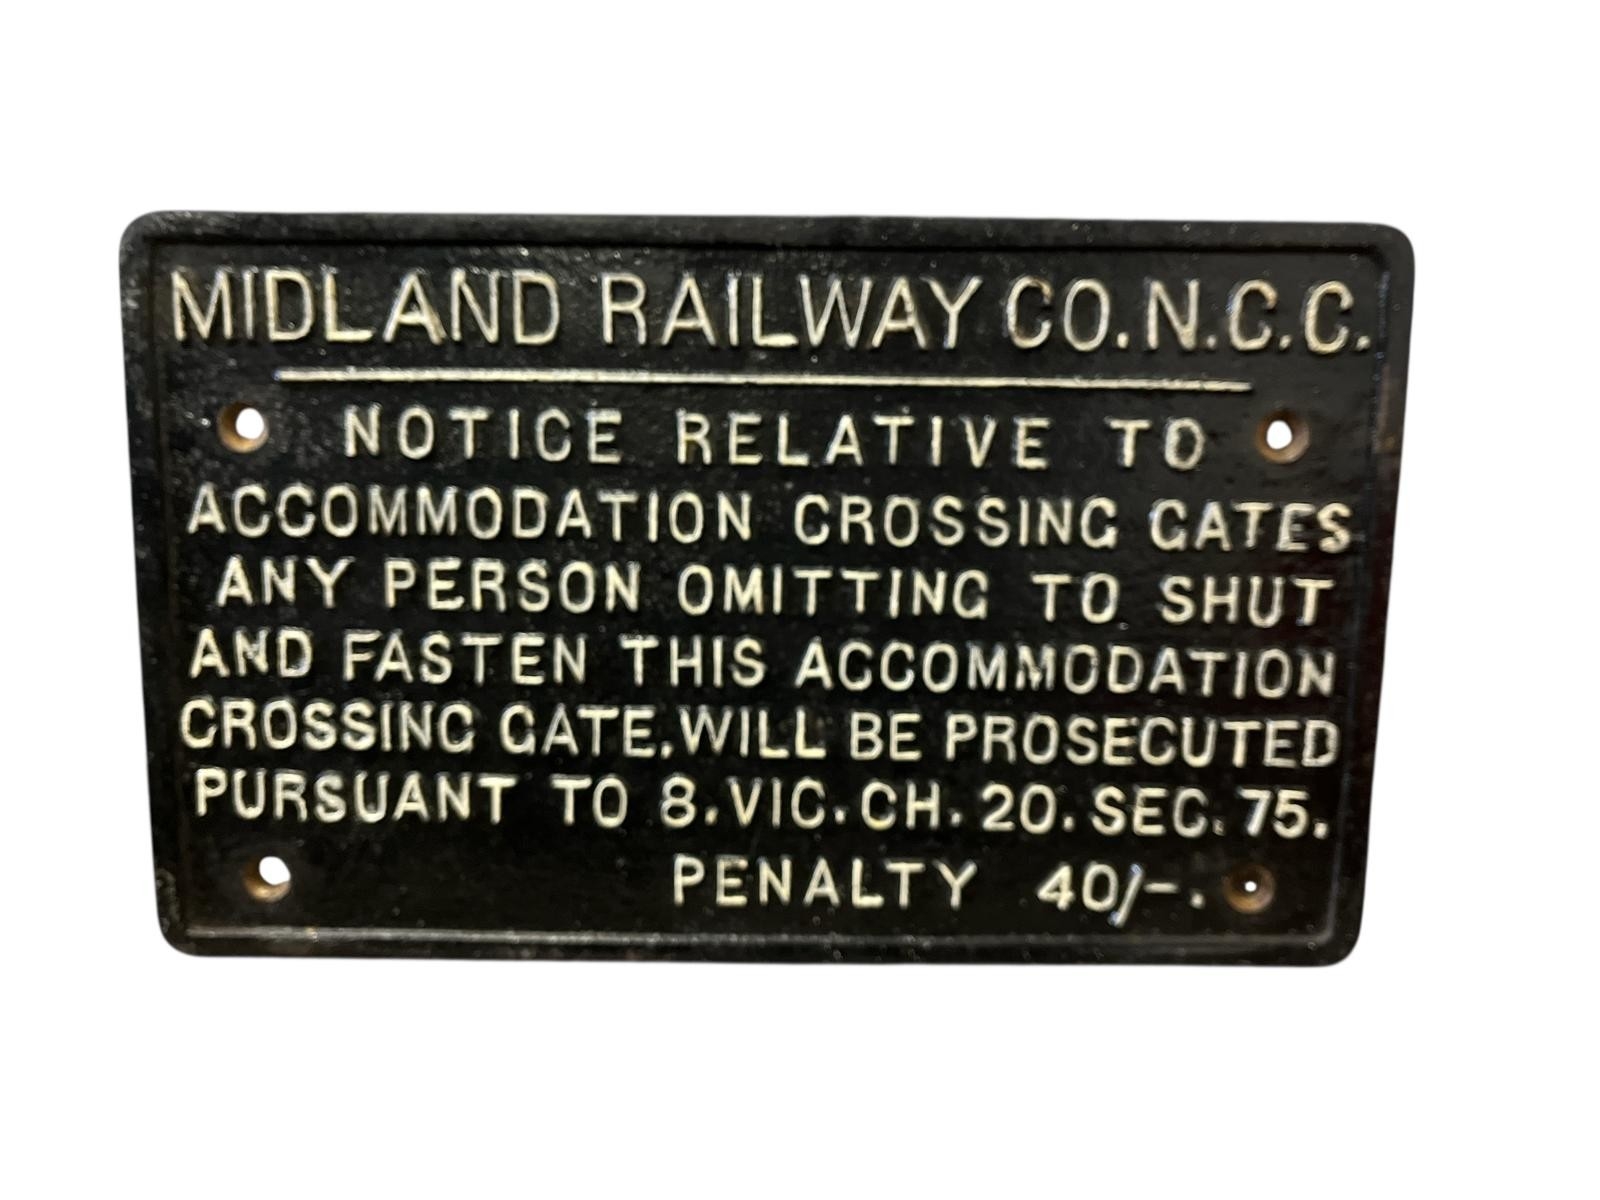 MIDLAND RAILWAY CO. N.C.C.
NOTICE RELATIVE TO
ACCOMMODATION CROSSING GATES
ANY PERSON OMITTING TO SHUT
AND FASTEN THIS ACCOMMODATION
CROSSING GATE, WILL BE PROSECUTED
PURSUANT TO 8. VIC. CH. 20. SEC. 75.
PENALTY 40/-.